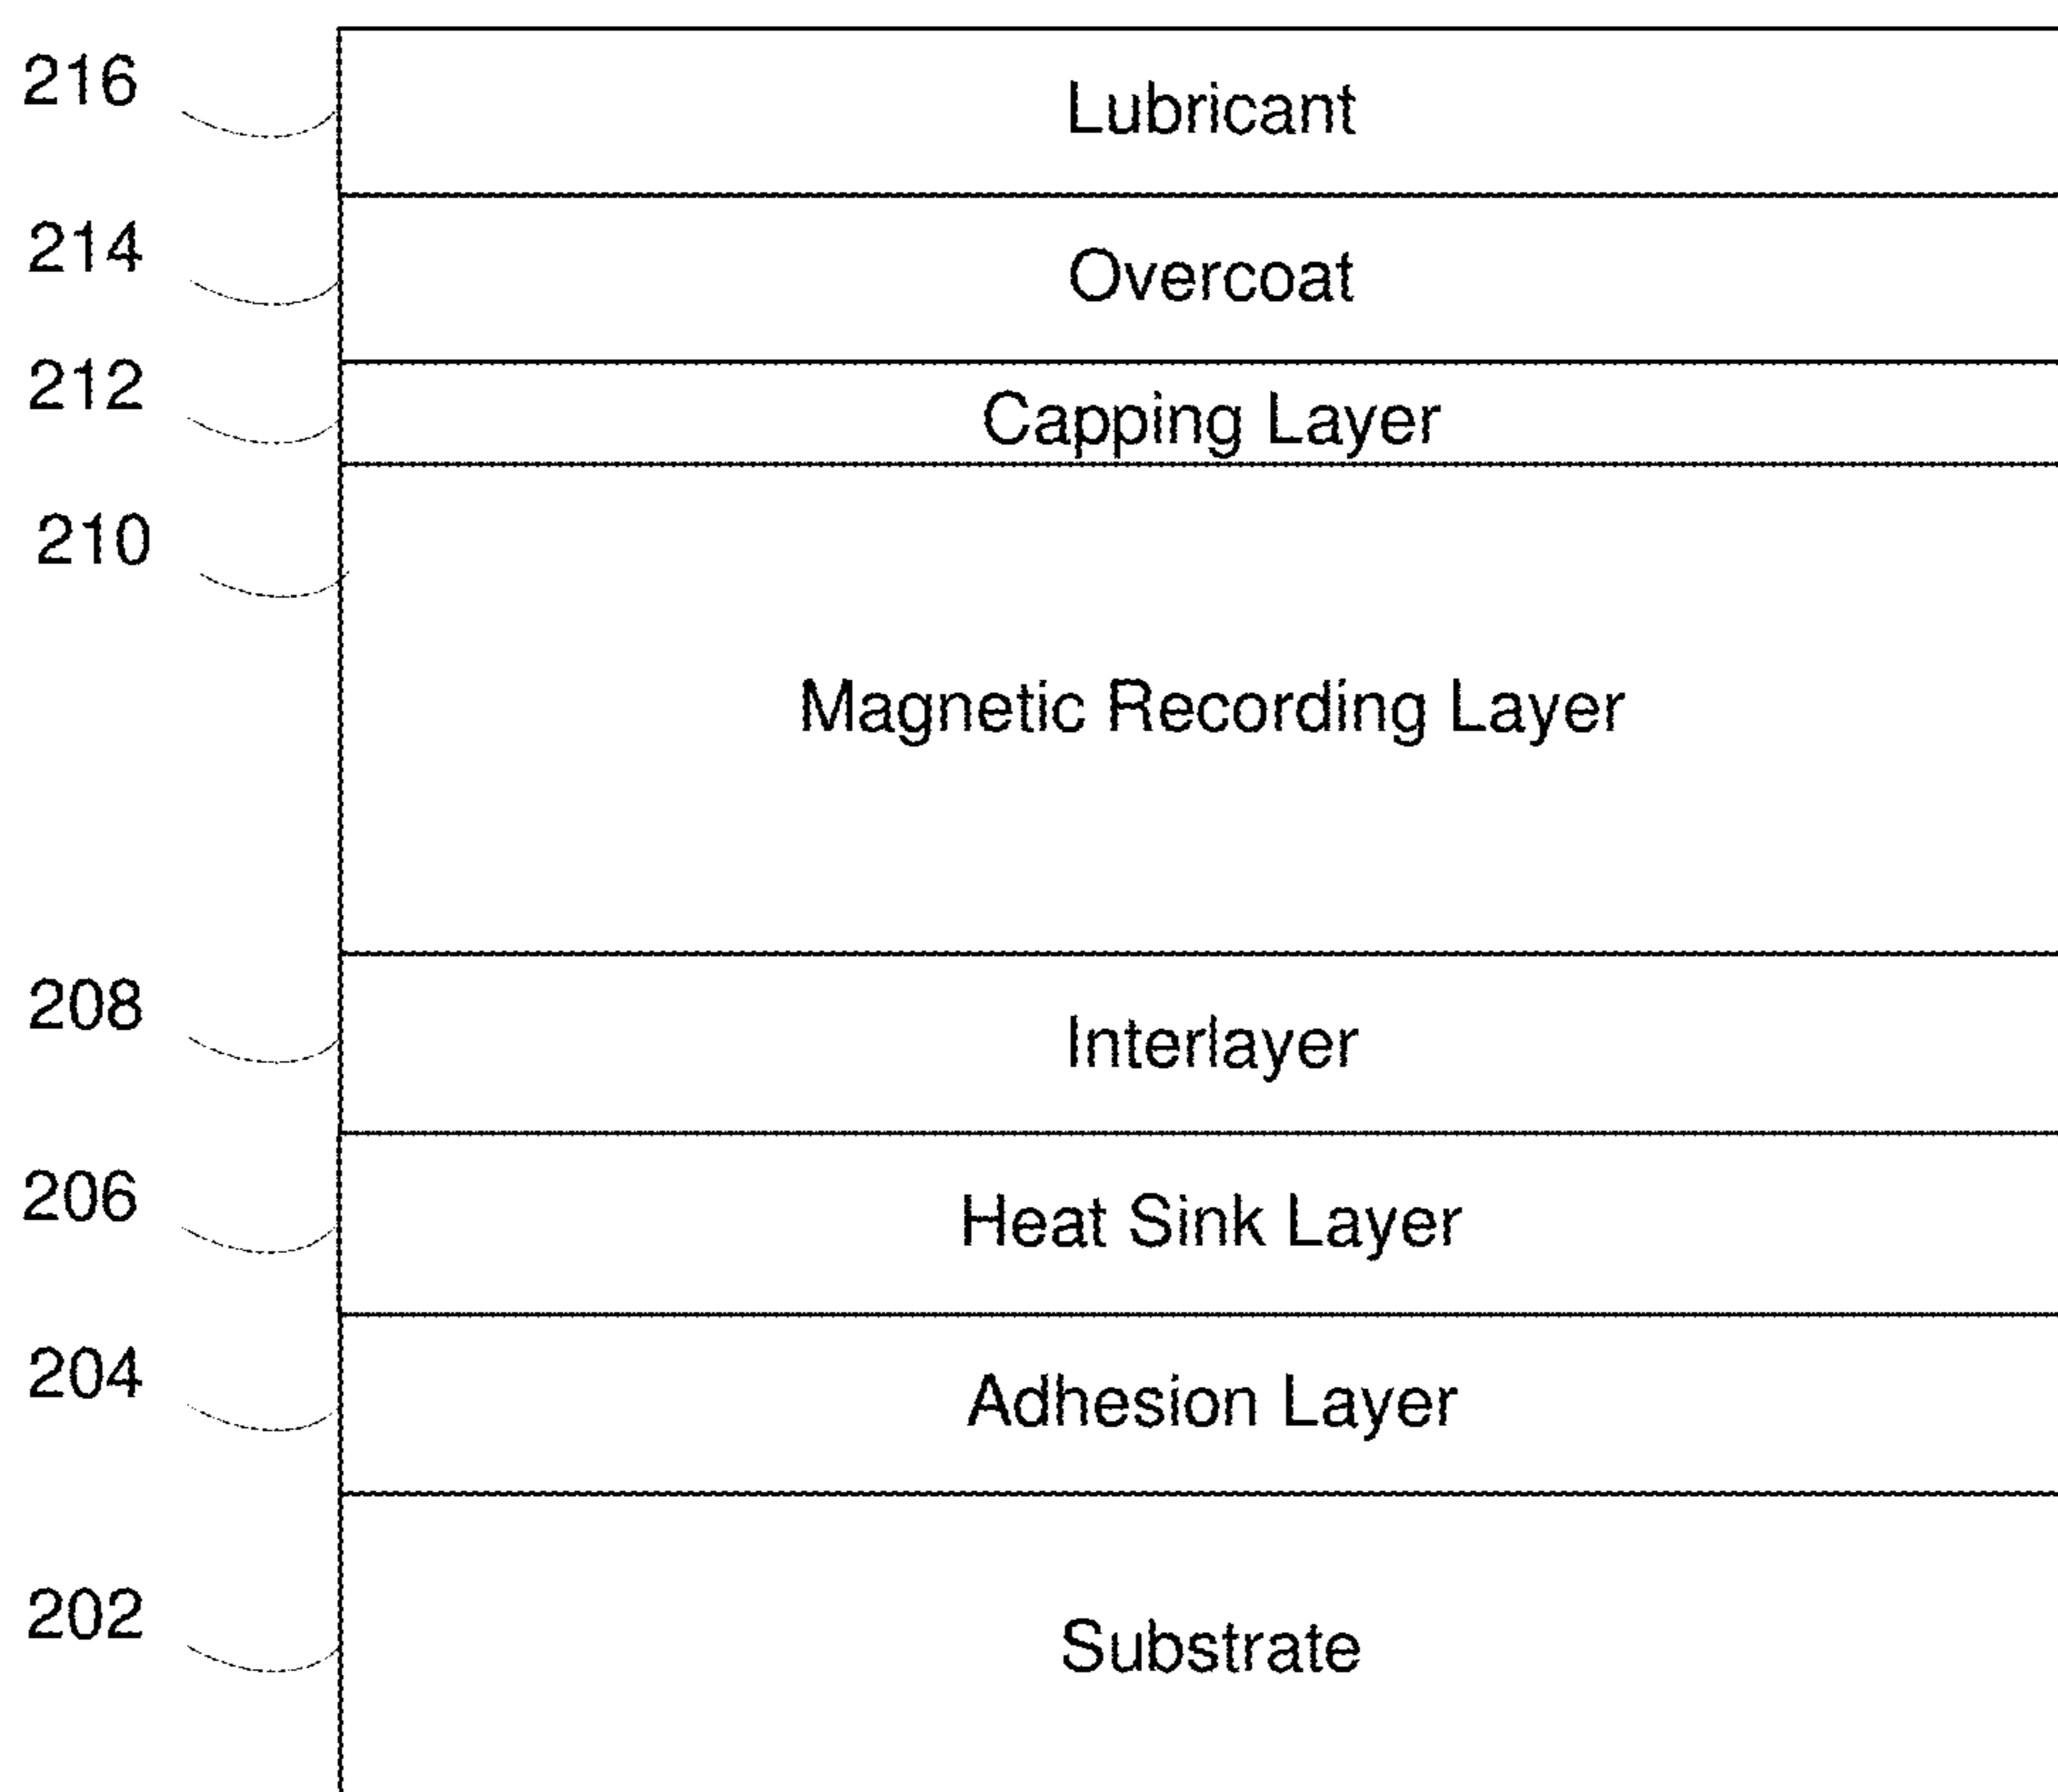 216
Lubricant
214
Overcoat
212
Capping Layer
210
Magnetic Recording Layer
208
Interlayer
206
Heat Sink Layer
204
Adhesion Layer
202
Substrate